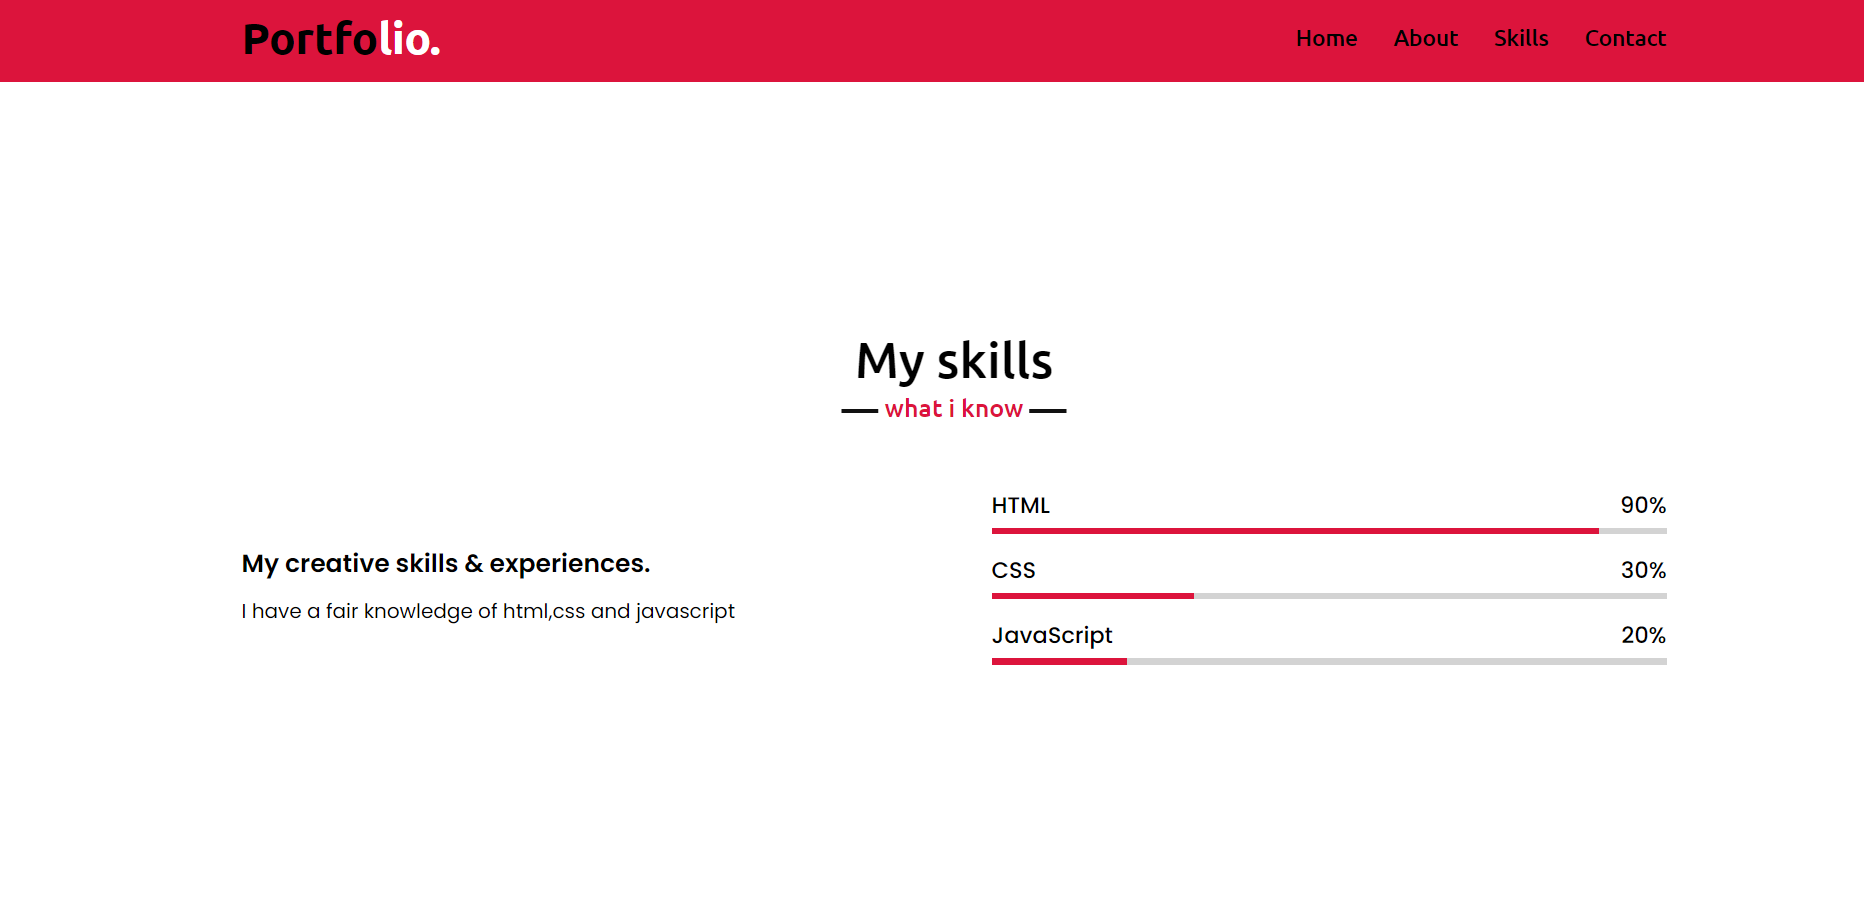 Portfolio.
Home About Skills Contact
My skills
what i know
My creative skills & experiences.
I have a fair knowledge of html,css and javascript
HTML 90%
CSS 30%
JavaScript 20%